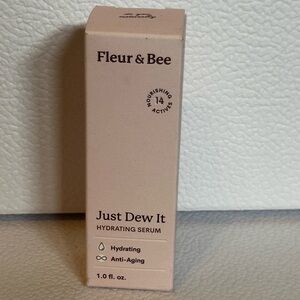 Fleur & Bee
NOURISHING
14
ACTIVES
Just Dew It
HYDRATING SERUM
Hydrating
Anti-Aging
1.0 fl. oz.